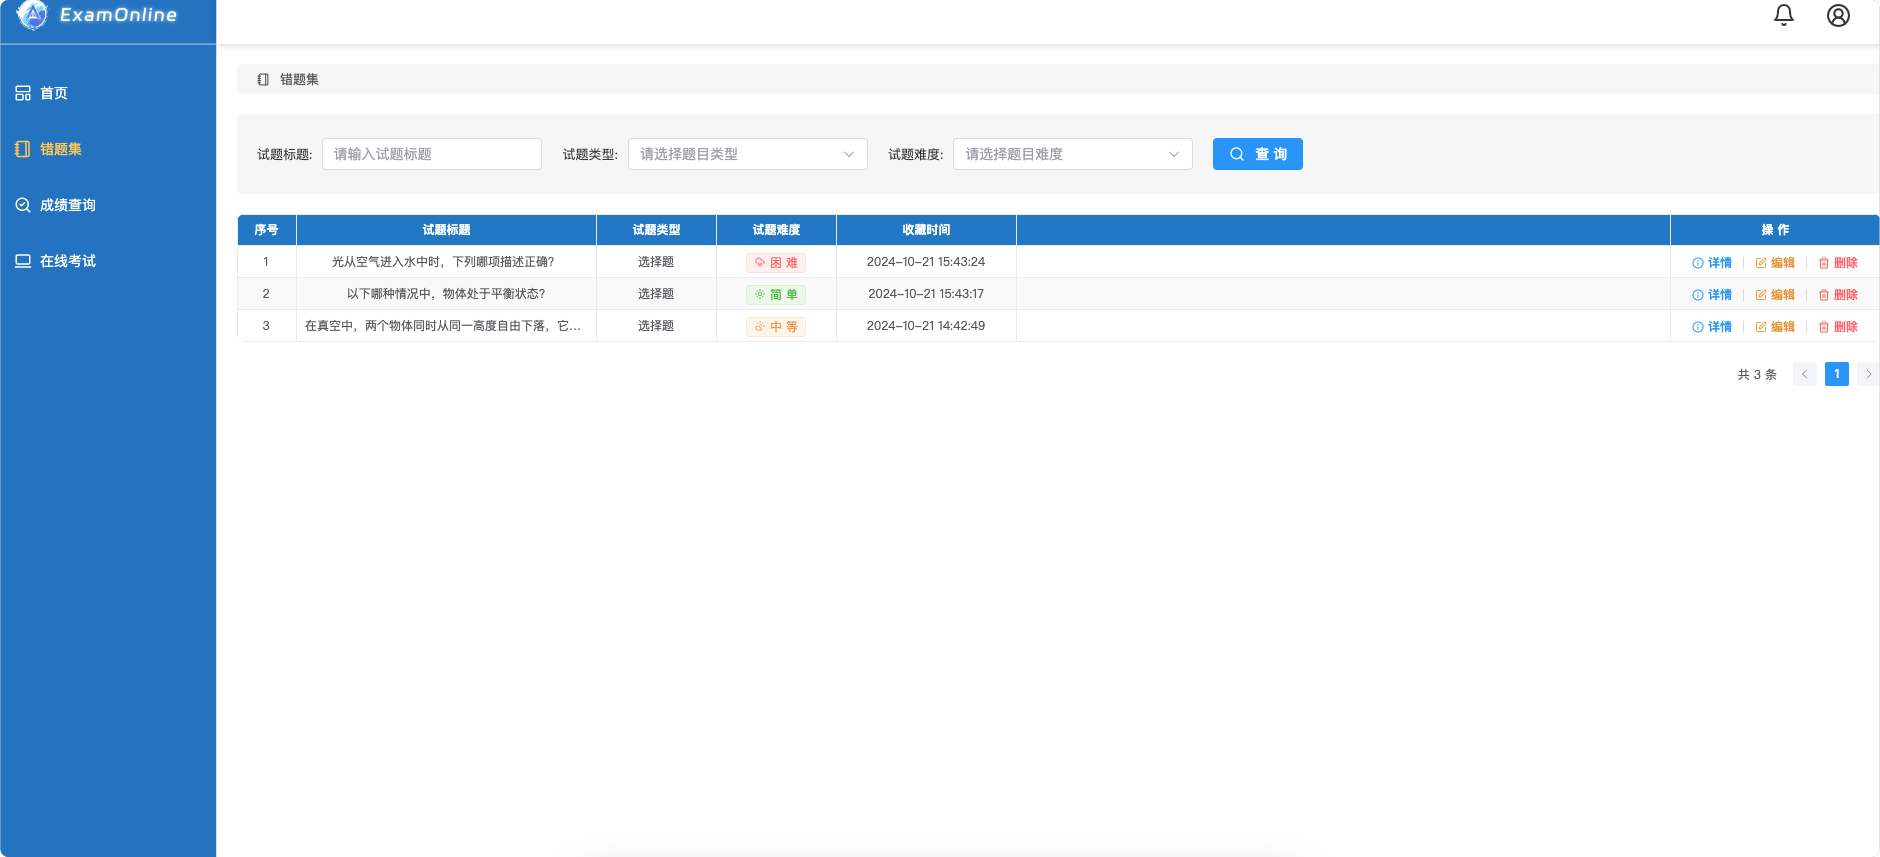 ExamOnline
首页
错题集
成绩查询
在线考试
错题集
试题标题: 请输入试题标题 试题类型: 请选择题目类型 试题难度: 请选择题目难度 查 询
序号 试题标题 试题类型 试题难度 收藏时间 操 作
1 光从空气进入水中时，下列哪项描述正确? 选择题 困 难 2024-10-21 15:43:24 详情 编辑 删除
2 以下哪种情况中，物体处于平衡状态? 选择题 简 单 2024-10-21 15:43:17 详情 编辑 删除
3 在真空中，两个物体同时从同一高度自由下落，它... 选择题 中 等 2024-10-21 14:42:49 详情 编辑 删除
共 3 条 1